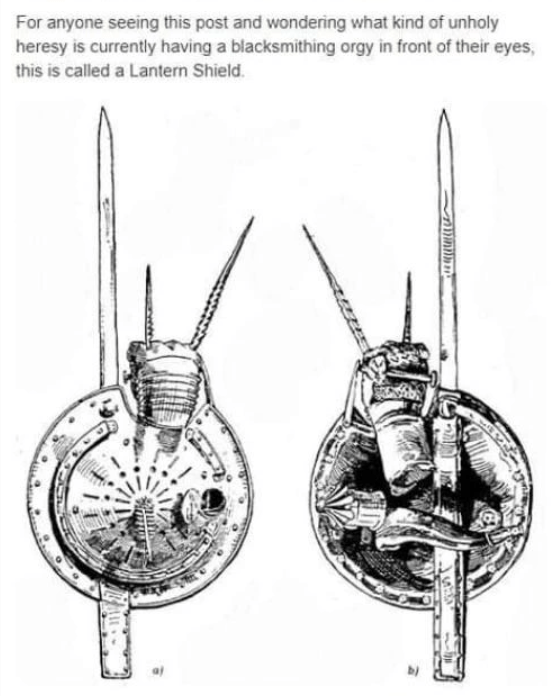 For anyone seeing this post and wondering what kind of unholy
heresy is currently having a blacksmithing orgy in front of their eyes,
this is called a Lantern Shield.
a) b)